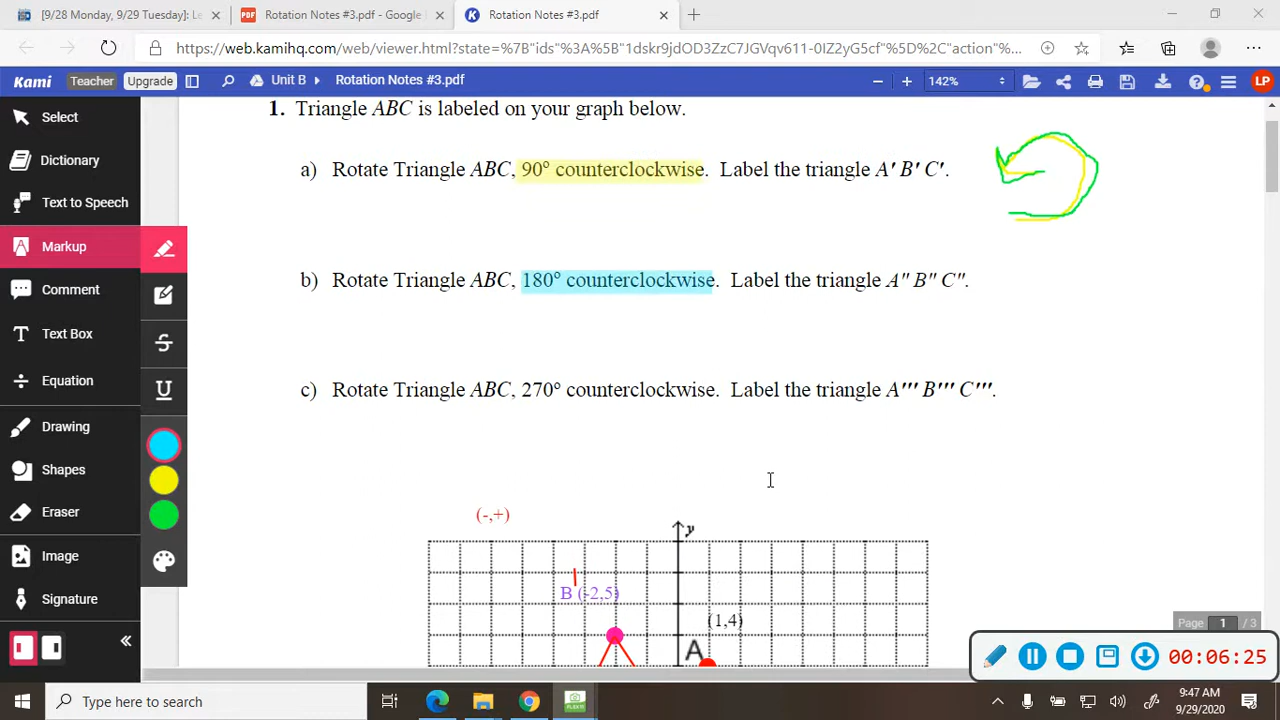 [9/28 Monday, 9/29 Tuesday]: Le
Rotation Notes #3.pdf - Google
Rotation Notes #3.pdf
https://web.kamihq.com/web/viewer.html?state=%7B"ids"%3A%5B"1dskr9jdOD3ZzC7JGVqv611-0IZ2yG5cf"%5D%2C"action"%...
Kami Teacher Upgrade Unit B Rotation Notes #3.pdf 142% LP
Select
Dictionary
Text to Speech
Markup
Comment
Text Box
Equation
Drawing
Shapes
Eraser
Image
Signature
1. Triangle ABC is labeled on your graph below.
a) Rotate Triangle ABC, 90° counterclockwise. Label the triangle A′ B′ C′.
b) Rotate Triangle ABC, 180° counterclockwise. Label the triangle A″ B″ C″.
c) Rotate Triangle ABC, 270° counterclockwise. Label the triangle A‴ B‴ C‴.
(-,+)
y
B (-2,5)
(1,4)
A
Page 1 / 3
00:06:25
Type here to search
9:47 AM
9/29/2020